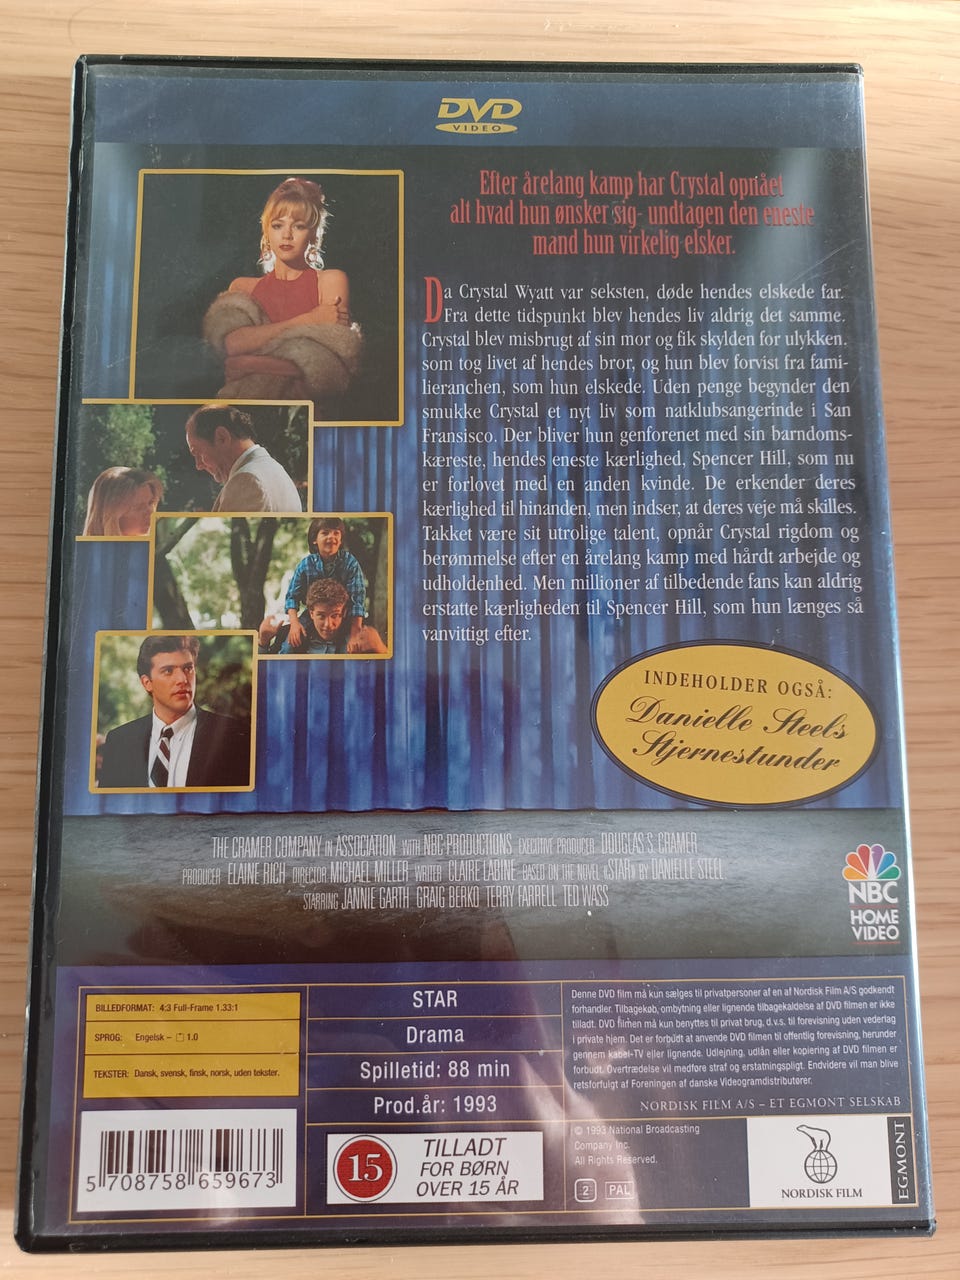 DVD
VIDEO
Efter årelang kamp har Crystal opnået
alt hvad hun ønsker sig- undtagen den eneste
mand hun virkelig elsker.
Da Crystal Wyatt var seksten, døde hendes elskede far.
Fra dette tidspunkt blev hendes liv aldrig det samme.
Crystal blev misbrugt af sin mor og fik skylden for ulykken,
som tog livet af hendes bror, og hun blev forvist fra fami-
lieranchen, som hun elskede. Uden penge begynder den
smukke Crystal et nyt liv som natklubsangerinde i San
Fransisco. Der bliver hun genforenet med sin barndoms-
kæreste, hendes eneste kærlighed, Spencer Hill, som nu
er forlovet med en anden kvinde. De erkender deres
kærlighed til hinanden, men indser, at deres veje må skilles.
Takket være sit utrolige talent, opnår Crystal rigdom og
berømmelse efter en årelang kamp med hårdt arbejde og
udholdenhed. Men millioner af tilbedende fans kan aldrig
erstatte kærligheden til Spencer Hill, som hun længes så
vanvittigt efter.
INDEHOLDER OGSÅ:
Danielle Steels
Stjernestunder
THE CRAMER COMPANY IN ASSOCIATION WITH NBC PRODUCTIONS EXECUTIVE PRODUCER DOUGLAS S. CRAMER
PRODUCER ELAINE RICH DIRECTOR MICHAEL MILLER WRITER CLAIRE LABINE BASED ON THE NOVEL «STAR» BY DANIELLE STEEL
STARRING JANNIE GARTH GRAIG BERKO TERRY FARRELL TED WASS
NBC
HOME
VIDEO
BILLEDFORMAT: 4:3 Full-Frame 1.33:1
SPROG: Engelsk – 1.0
TEKSTER: Dansk, svensk, finsk, norsk, uden tekster.
STAR
Drama
Spilletid: 88 min
Prod.år: 1993
Denne DVD film må kun sælges til privatpersoner af en af Nordisk Film A/S godkendt
forhandler. Tilbagekøb, ombytning eller lignende tilbagekaldelse af DVD filmen er ikke
tilladt. DVD filmen må kun benyttes til privat brug, d.v.s. til forevisning uden vederlag
i private hjem. Det er forbudt at anvende DVD filmen til offentlig forevisning, herunder
gennem kabel-TV eller lignende. Udlejning, udlån eller kopiering af DVD filmen er
forbudt. Overtrædelse vil medføre straf og erstatningspligt. Endvidere vil man blive
retsforfulgt af Foreningen af danske Videogramdistributører.
NORDISK FILM A/S – ET EGMONT SELSKAB
5 708758 659673
15
TILLADT
FOR BØRN
OVER 15 ÅR
© 1993 National Broadcasting
Company Inc.
All Rights Reserved.
2 PAL
NORDISK FILM
EGMONT